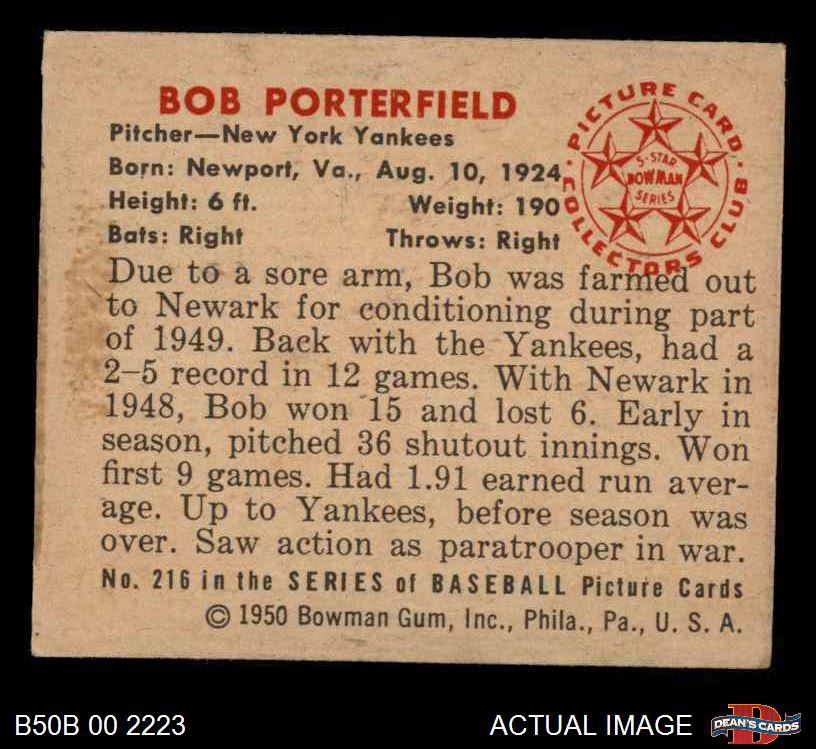 BOB PORTERFIELD
Pitcher—New York Yankees
Born: Newport, Va., Aug. 10, 1924
Height: 6 ft. Weight: 190
Bats: Right Throws: Right
PICTURE CARD
COLLECTORS CLUB
5-STAR
BOWMAN
SERIES
Due to a sore arm, Bob was farmed out
to Newark for conditioning during part
of 1949. Back with the Yankees, had a
2-5 record in 12 games. With Newark in
1948, Bob won 15 and lost 6. Early in
season, pitched 36 shutout innings. Won
first 9 games. Had 1.91 earned run aver-
age. Up to Yankees, before season was
over. Saw action as paratrooper in war.
No. 216 in the SERIES of BASEBALL Picture Cards
© 1950 Bowman Gum, Inc., Phila., Pa., U. S. A.
B50B 00 2223
ACTUAL IMAGE
DEAN'S CARDS